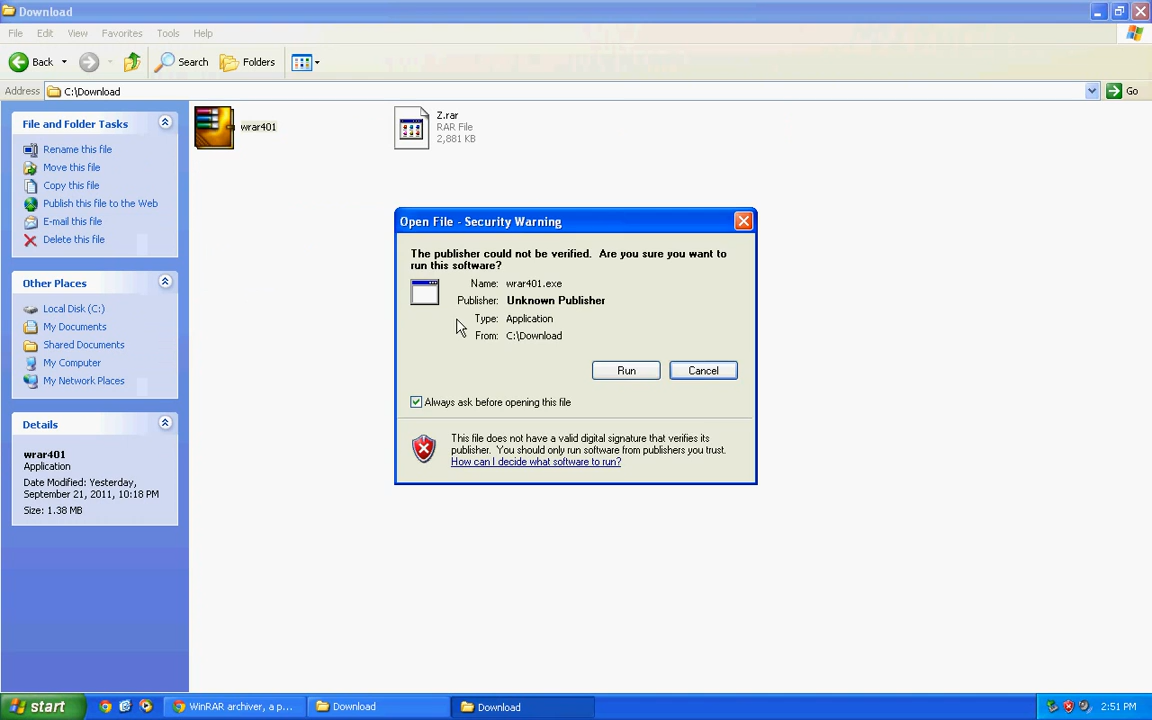 Download
File Edit View Favorites Tools Help
Back Search Folders
Address C:\Download Go
File and Folder Tasks
Rename this file
Move this file
Copy this file
Publish this file to the Web
E-mail this file
Delete this file
Other Places
Local Disk (C:)
My Documents
Shared Documents
My Computer
My Network Places
Details
wrar401
Application
Date Modified: Yesterday,
September 21, 2011, 10:18 PM
Size: 1.38 MB
wrar401
Z.rar
RAR File
2,881 KB
Open File - Security Warning
The publisher could not be verified. Are you sure you want to
run this software?
Name: wrar401.exe
Publisher: Unknown Publisher
Type: Application
From: C:\Download
Run Cancel
Always ask before opening this file
This file does not have a valid digital signature that verifies its
publisher. You should only run software from publishers you trust.
How can I decide what software to run?
start WinRAR archiver, a p... Download Download 2:51 PM